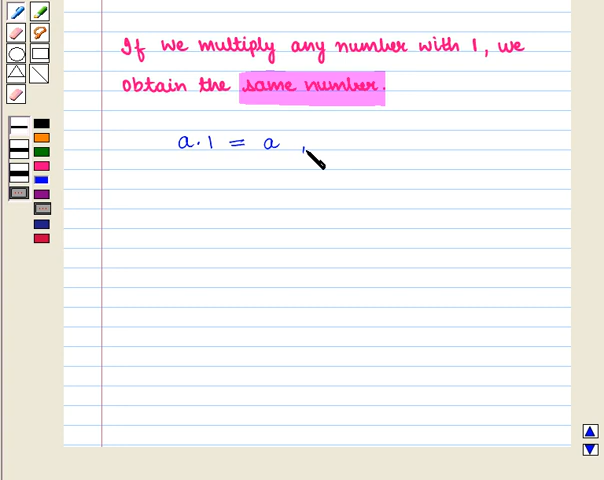 If we multiply any number with 1, we
obtain the same number.
a · 1 = a